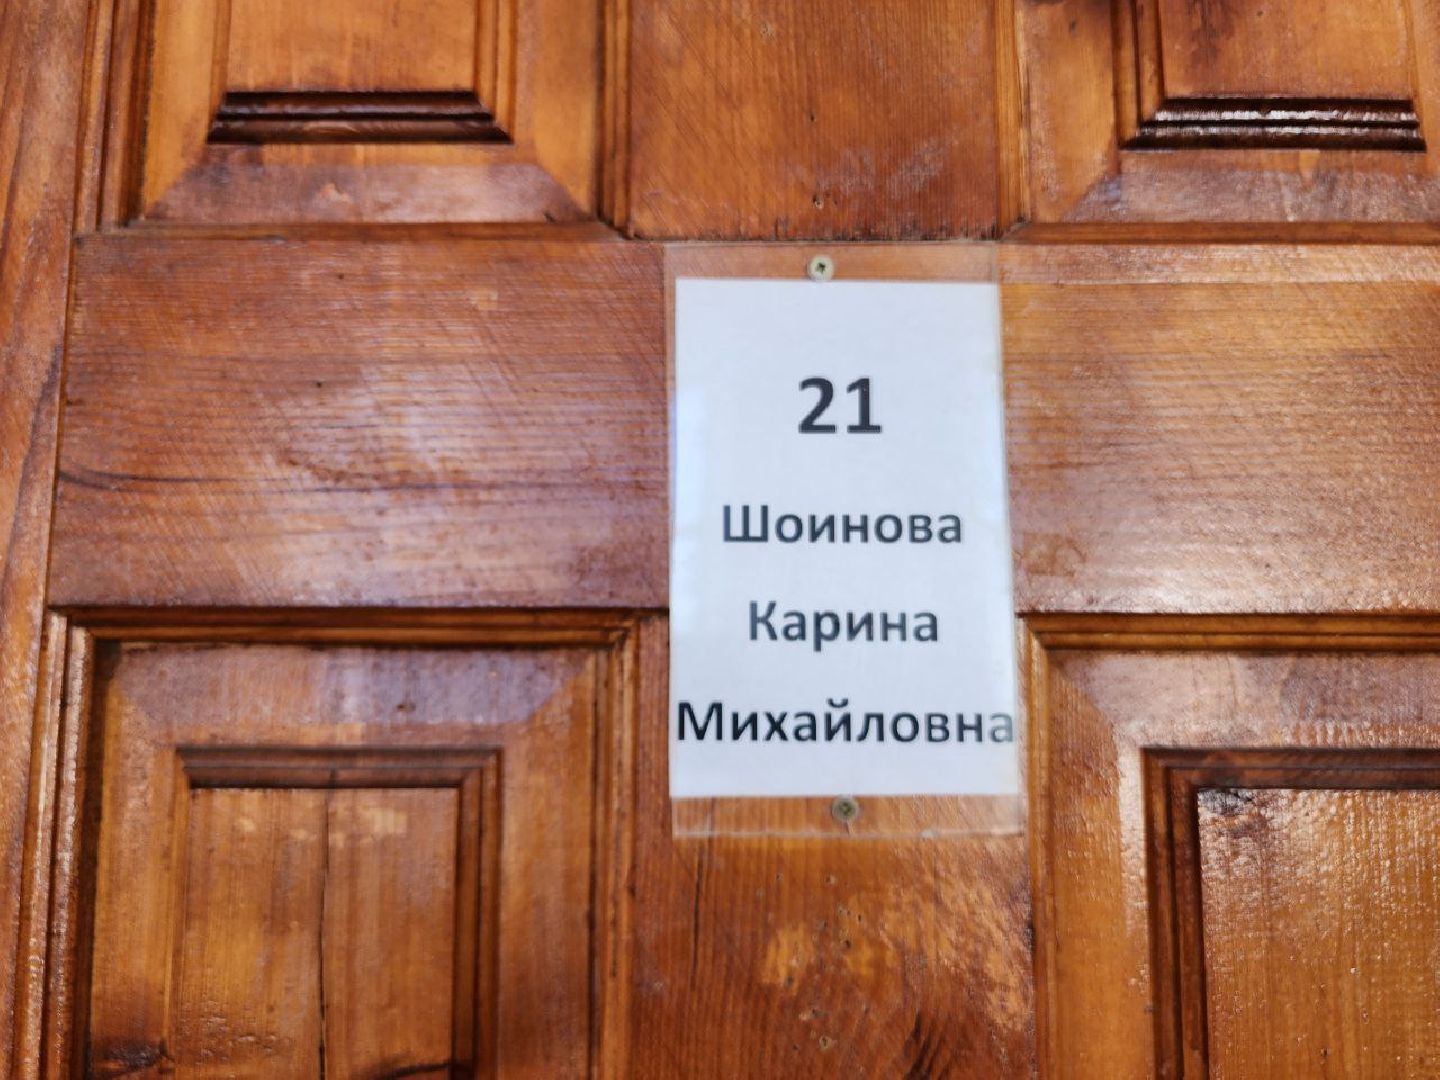 21
Шоинова
Карина
Михайловна